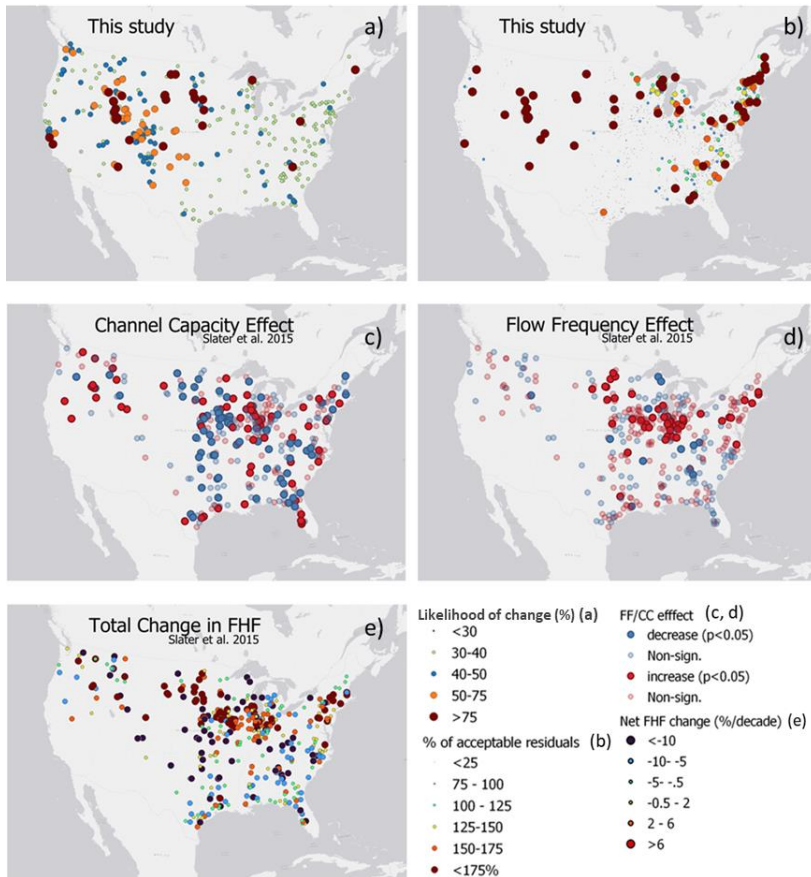 This study
a)
This study
b)
Channel Capacity Effect
Slater et al. 2015
c)
Flow Frequency Effect
Slater et al. 2015
d)
Total Change in FHF
Slater et al. 2015
e)
Likelihood of change (%) (a)
<30
30-40
40-50
50-75
>75
% of acceptable residuals (b)
<25
75 - 100
100 - 125
125-150
150-175
<175%
FF/CC efffect (c, d)
decrease (p<0.05)
Non-sign.
increase (p<0.05)
Non-sign.
Net FHF change (%/decade) (e)
<-10
-10- -5
-5- -.5
-0.5 - 2
2 - 6
>6